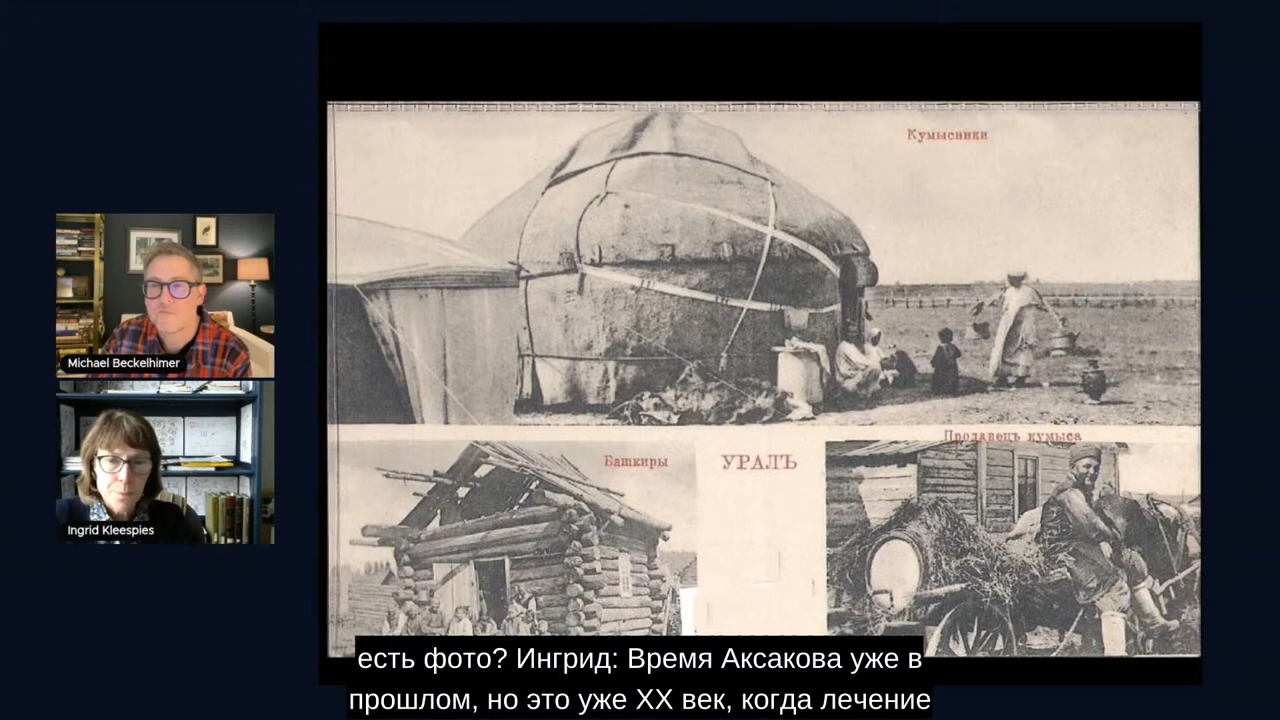 Кумысники
Башкиры
УРАЛЪ
Продавецъ кумыса
Michael Beckelhimer
Ingrid Kleespies
есть фото? Ингрид: Время Аксакова уже в
прошлом, но это уже XX век, когда лечение